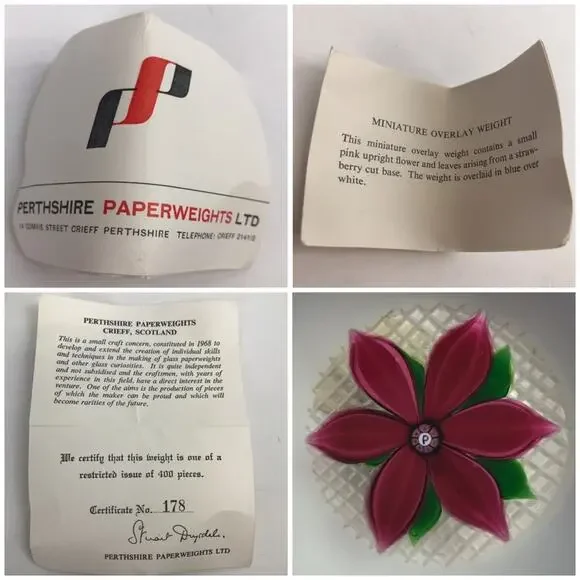 PERTHSHIRE PAPERWEIGHTS LTD
STREET CRIEFF PERTHSHIRE TELEPHONE: CRIEFF
MINIATURE OVERLAY WEIGHT
This miniature overlay weight contains a small
pink upright flower and leaves arising from a straw-
berry cut base. The weight is overlaid in blue over
white.
PERTHSHIRE PAPERWEIGHTS
CRIEFF, SCOTLAND
This is a small craft concern, constituted in 1968 to
develop and extend the creation of individual skills
and techniques in the making of glass paperweights
and other glass curiosities. It is quite independent
and not subsidised and the craftsmen, with years of
experience in this field, have a direct interest in the
venture. One of the aims is the production of pieces
of which the maker can be proud and which will
become rarities of the future.
We certify that this weight is one of a
restricted issue of 400 pieces.
Certificate No. 178
Stuart Drysdale.
PERTHSHIRE PAPERWEIGHTS LTD
P